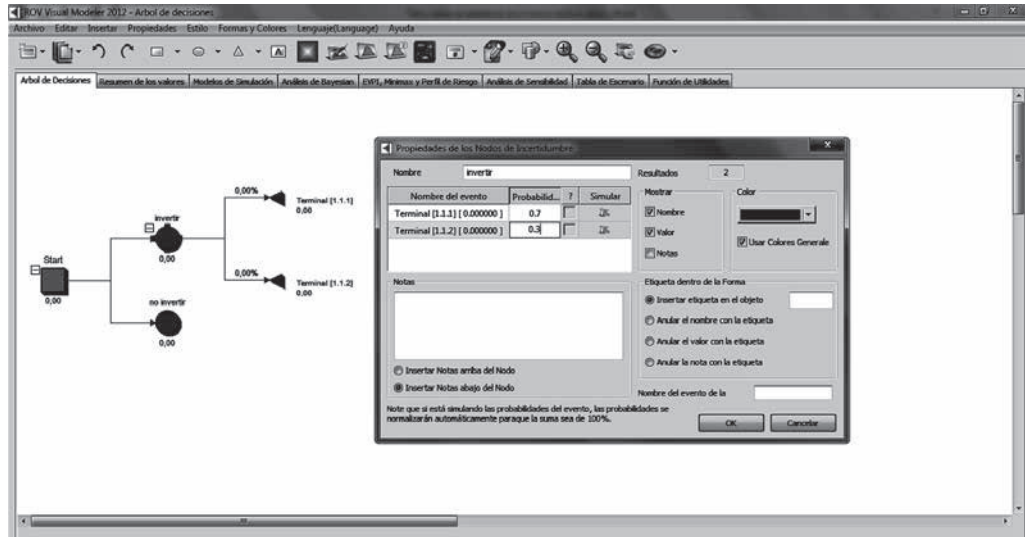 ROV Visual Modeler 2012 - Arbol de decisiones
Archivo Editar Insertar Propiedades Estilo Formas y Colores Lenguaje(Language) Ayuda
A
Arbol de Decisiones Resumen de los valores Modelos de Simulación Análisis de Bayesian EVPI, Minimax y Perfil de Riesgo Análisis de Sensibilidad Tabla de Escenario Función de Utilidades
Start
0,00
invertir
0,00
no invertir
0,00
0,00%
Terminal [1.1.1]
0,00
0,00%
Terminal [1.1.2]
0,00
Propiedades de los Nodos de Incertidumbre
Nombre invertir
Resultados 2
Nombre del evento Probabilid... ? Simular
Terminal [1.1.1] [ 0.000000 ] 0.7
Terminal [1.1.2] [ 0.000000 ] 0.3
Mostrar
Nombre
Valor
Notas
Color
Usar Colores Generale
Notas
Insertar Notas arriba del Nodo
Insertar Notas abajo del Nodo
Etiqueta dentro de la Forma
Insertar etiqueta en el objeto
Anular el nombre con la etiqueta
Anular el valor con la etiqueta
Anular la nota con la etiqueta
Nombre del evento de la
Note que si está simulando las probabilidades del evento, las probabilidades se
normalizarán automáticamente paraque la suma sea de 100%.
OK Cancelar